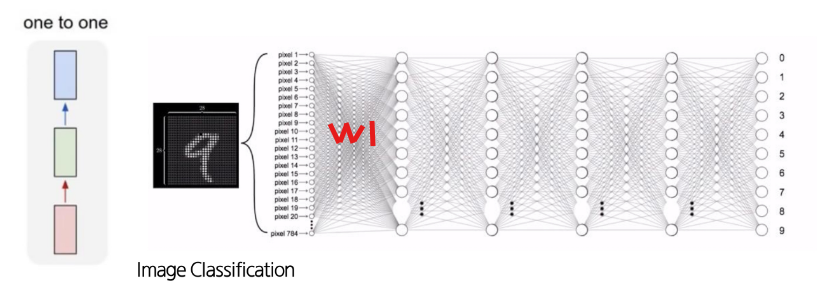 one to one
28
28
pixel 1
pixel 2
pixel 3
pixel 4
pixel 5
pixel 6
pixel 7
pixel 8
pixel 9
pixel 10
pixel 11
pixel 12
pixel 13
pixel 14
pixel 15
pixel 16
pixel 17
pixel 18
pixel 19
pixel 20
pixel 784
w1
0
1
2
3
4
5
6
7
8
9
Image Classification